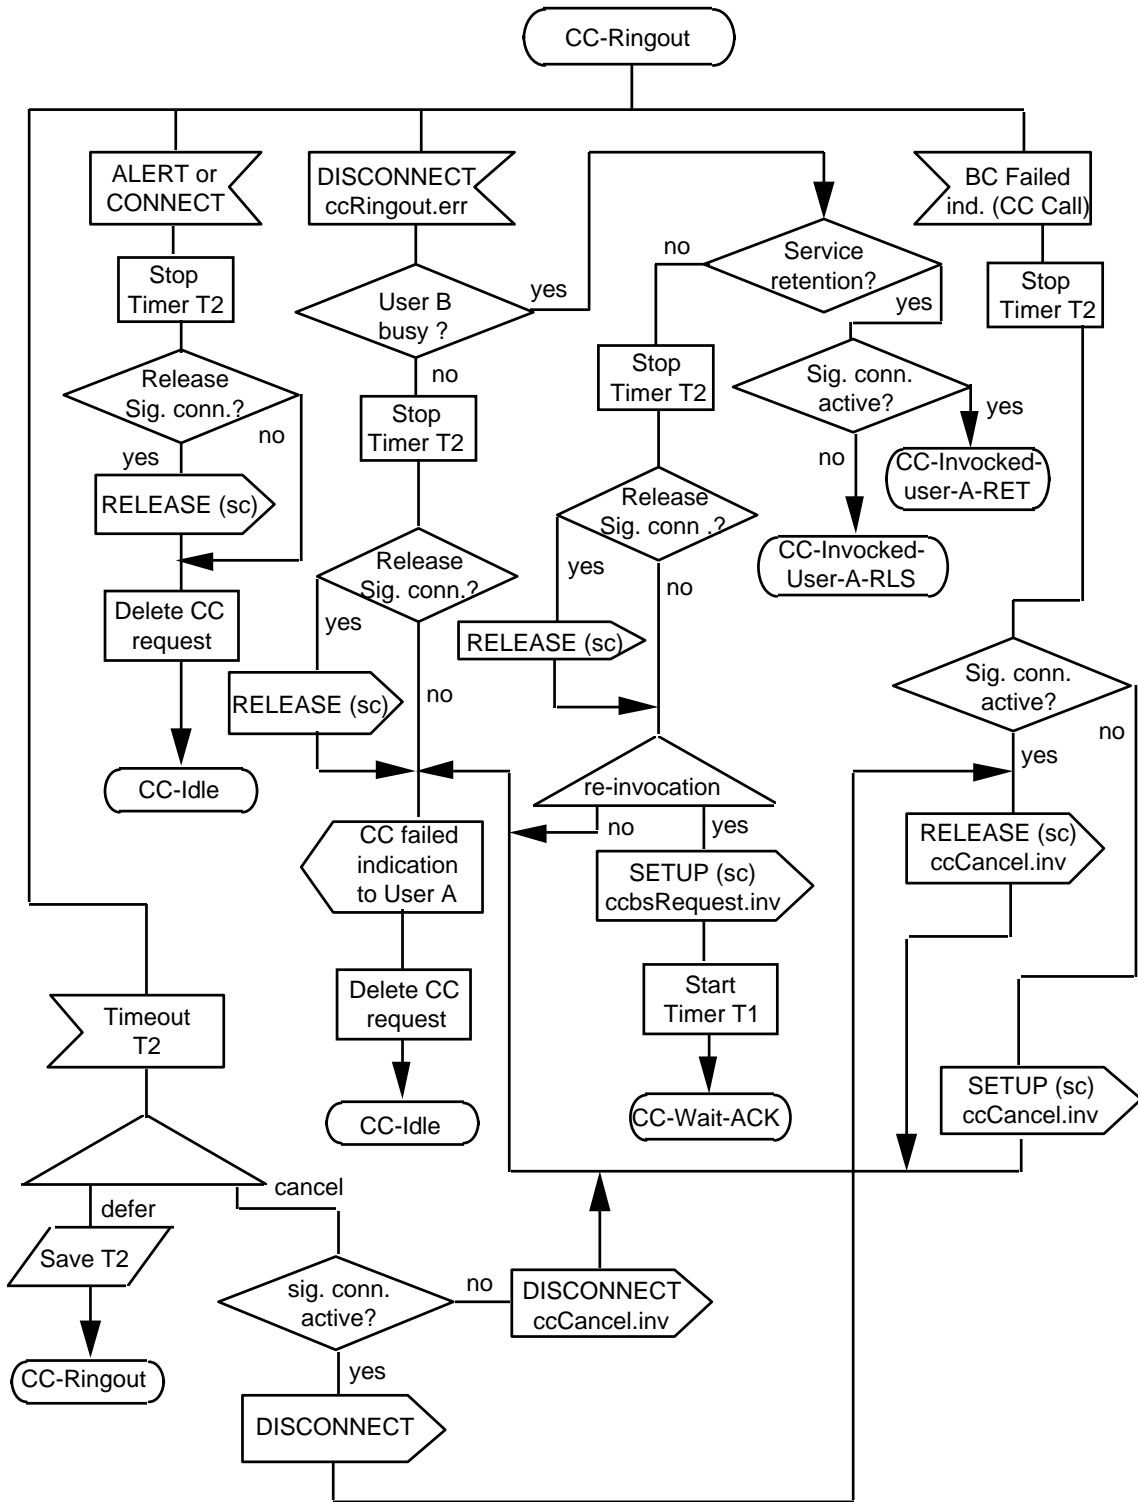 CC-Ringout
ALERT or
CONNECT
Stop
Timer T2
Release
Sig. conn.?
yes
no
RELEASE (sc)
Delete CC
request
CC-Idle
DISCONNECT
ccRingout.err
User B
busy ?
yes
no
Stop
Timer T2
Release
Sig. conn.?
yes
no
RELEASE (sc)
CC failed
indication
to User A
Delete CC
request
CC-Idle
Service
retention?
no
yes
Stop
Timer T2
Release
Sig. conn .?
yes
no
RELEASE (sc)
re-invocation
no
yes
SETUP (sc)
ccbsRequest.inv
Start
Timer T1
CC-Wait-ACK
Sig. conn.
active?
yes
no
CC-Invocked-
user-A-RET
CC-Invocked-
User-A-RLS
BC Failed
ind. (CC Call)
Stop
Timer T2
Sig. conn.
active?
no
yes
RELEASE (sc)
ccCancel.inv
SETUP (sc)
ccCancel.inv
Timeout
T2
defer
cancel
Save T2
CC-Ringout
sig. conn.
active?
no
yes
DISCONNECT
ccCancel.inv
DISCONNECT